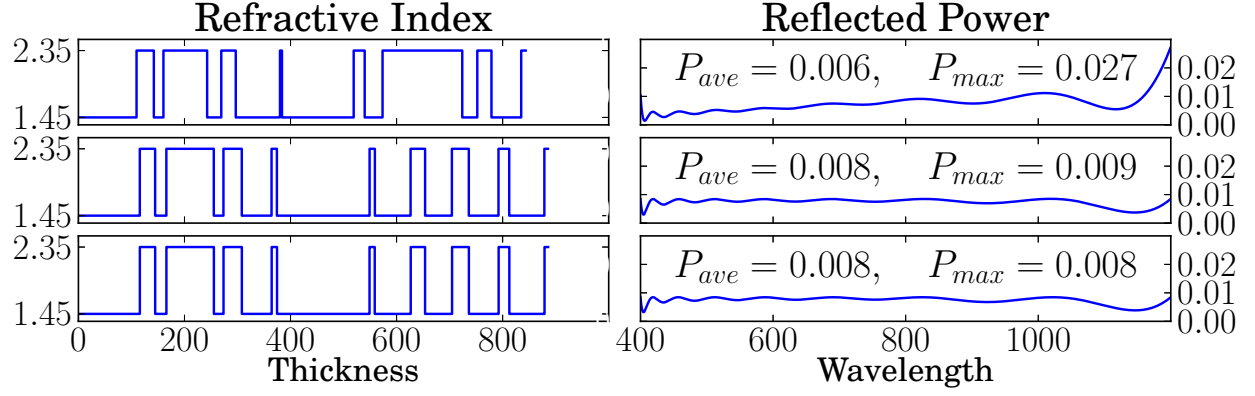 Refractive Index
Reflected Power
2.35
1.45
P_ave = 0.006, P_max = 0.027
0.02
0.01
0.00
2.35
1.45
P_ave = 0.008, P_max = 0.009
0.02
0.01
0.00
2.35
1.45
P_ave = 0.008, P_max = 0.008
0.02
0.01
0.00
0 200 400 600 800
400 600 800 1000
Thickness
Wavelength